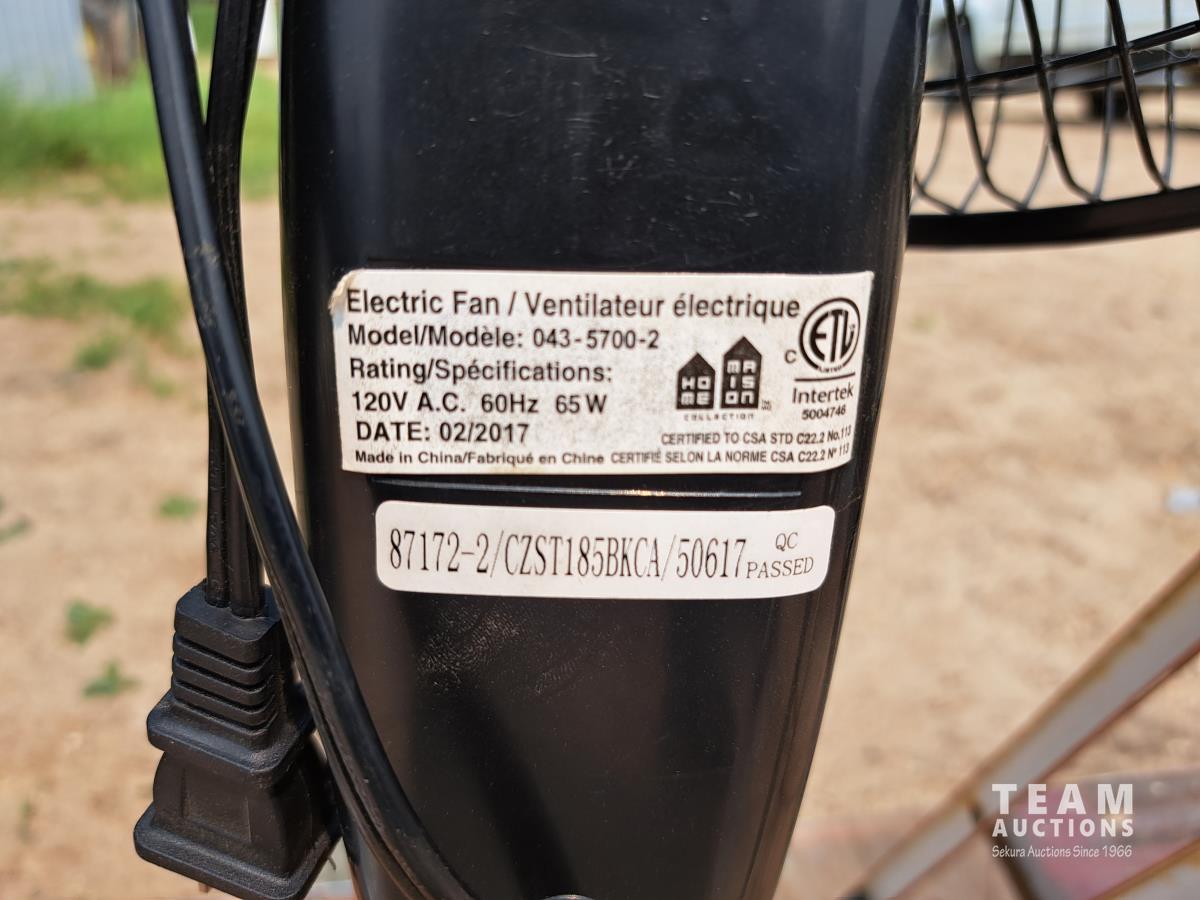 Electric Fan / Ventilateur électrique
Model/Modèle: 043-5700-2
Rating/Spécifications:
120V A.C. 60Hz 65W
DATE: 02/2017
Made in China/Fabriqué en Chine
HOME
MAISON
COLLECTION
C
ETL
LISTED
Intertek
5004746
CERTIFIED TO CSA STD C22.2 No.113
CERTIFIÉ SELON LA NORME CSA C22.2 N° 113
87172-2/CZST185BKCA/50617 QC PASSED
TEAM
AUCTIONS
Sekura Auctions Since 1966